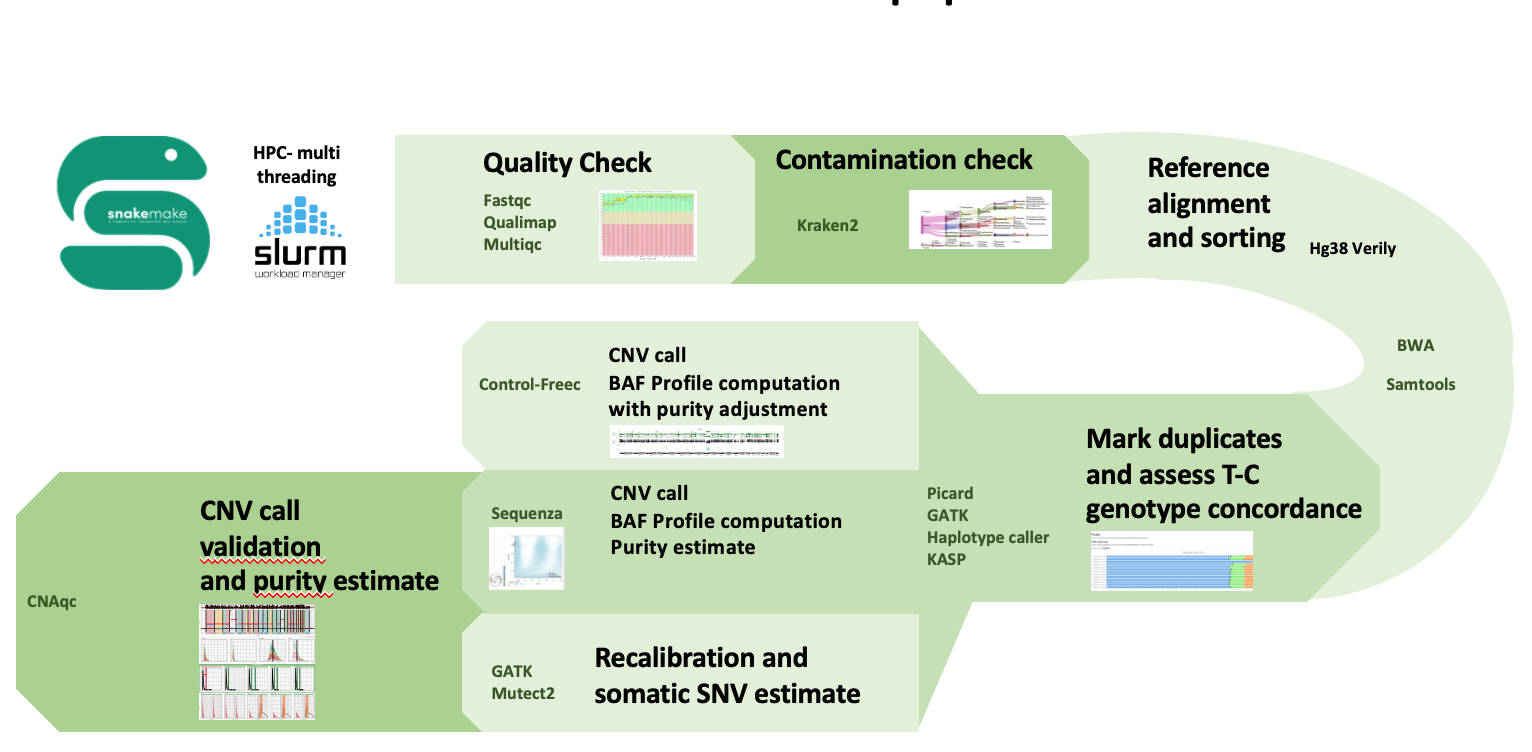 snakemake
HPC- multi
threading
slurm
workload manager
Quality Check
Fastqc
Qualimap
Multiqc
Contamination check
Kraken2
Reference
alignment
and sorting
Hg38 Verily
BWA
Samtools
Mark duplicates
and assess T-C
genotype concordance
Picard
GATK
Haplotype caller
KASP
Control-Freec
CNV call
BAF Profile computation
with purity adjustment
Sequenza
CNV call
BAF Profile computation
Purity estimate
GATK
Mutect2
Recalibration and
somatic SNV estimate
CNV call
validation
and purity estimate
CNAqc